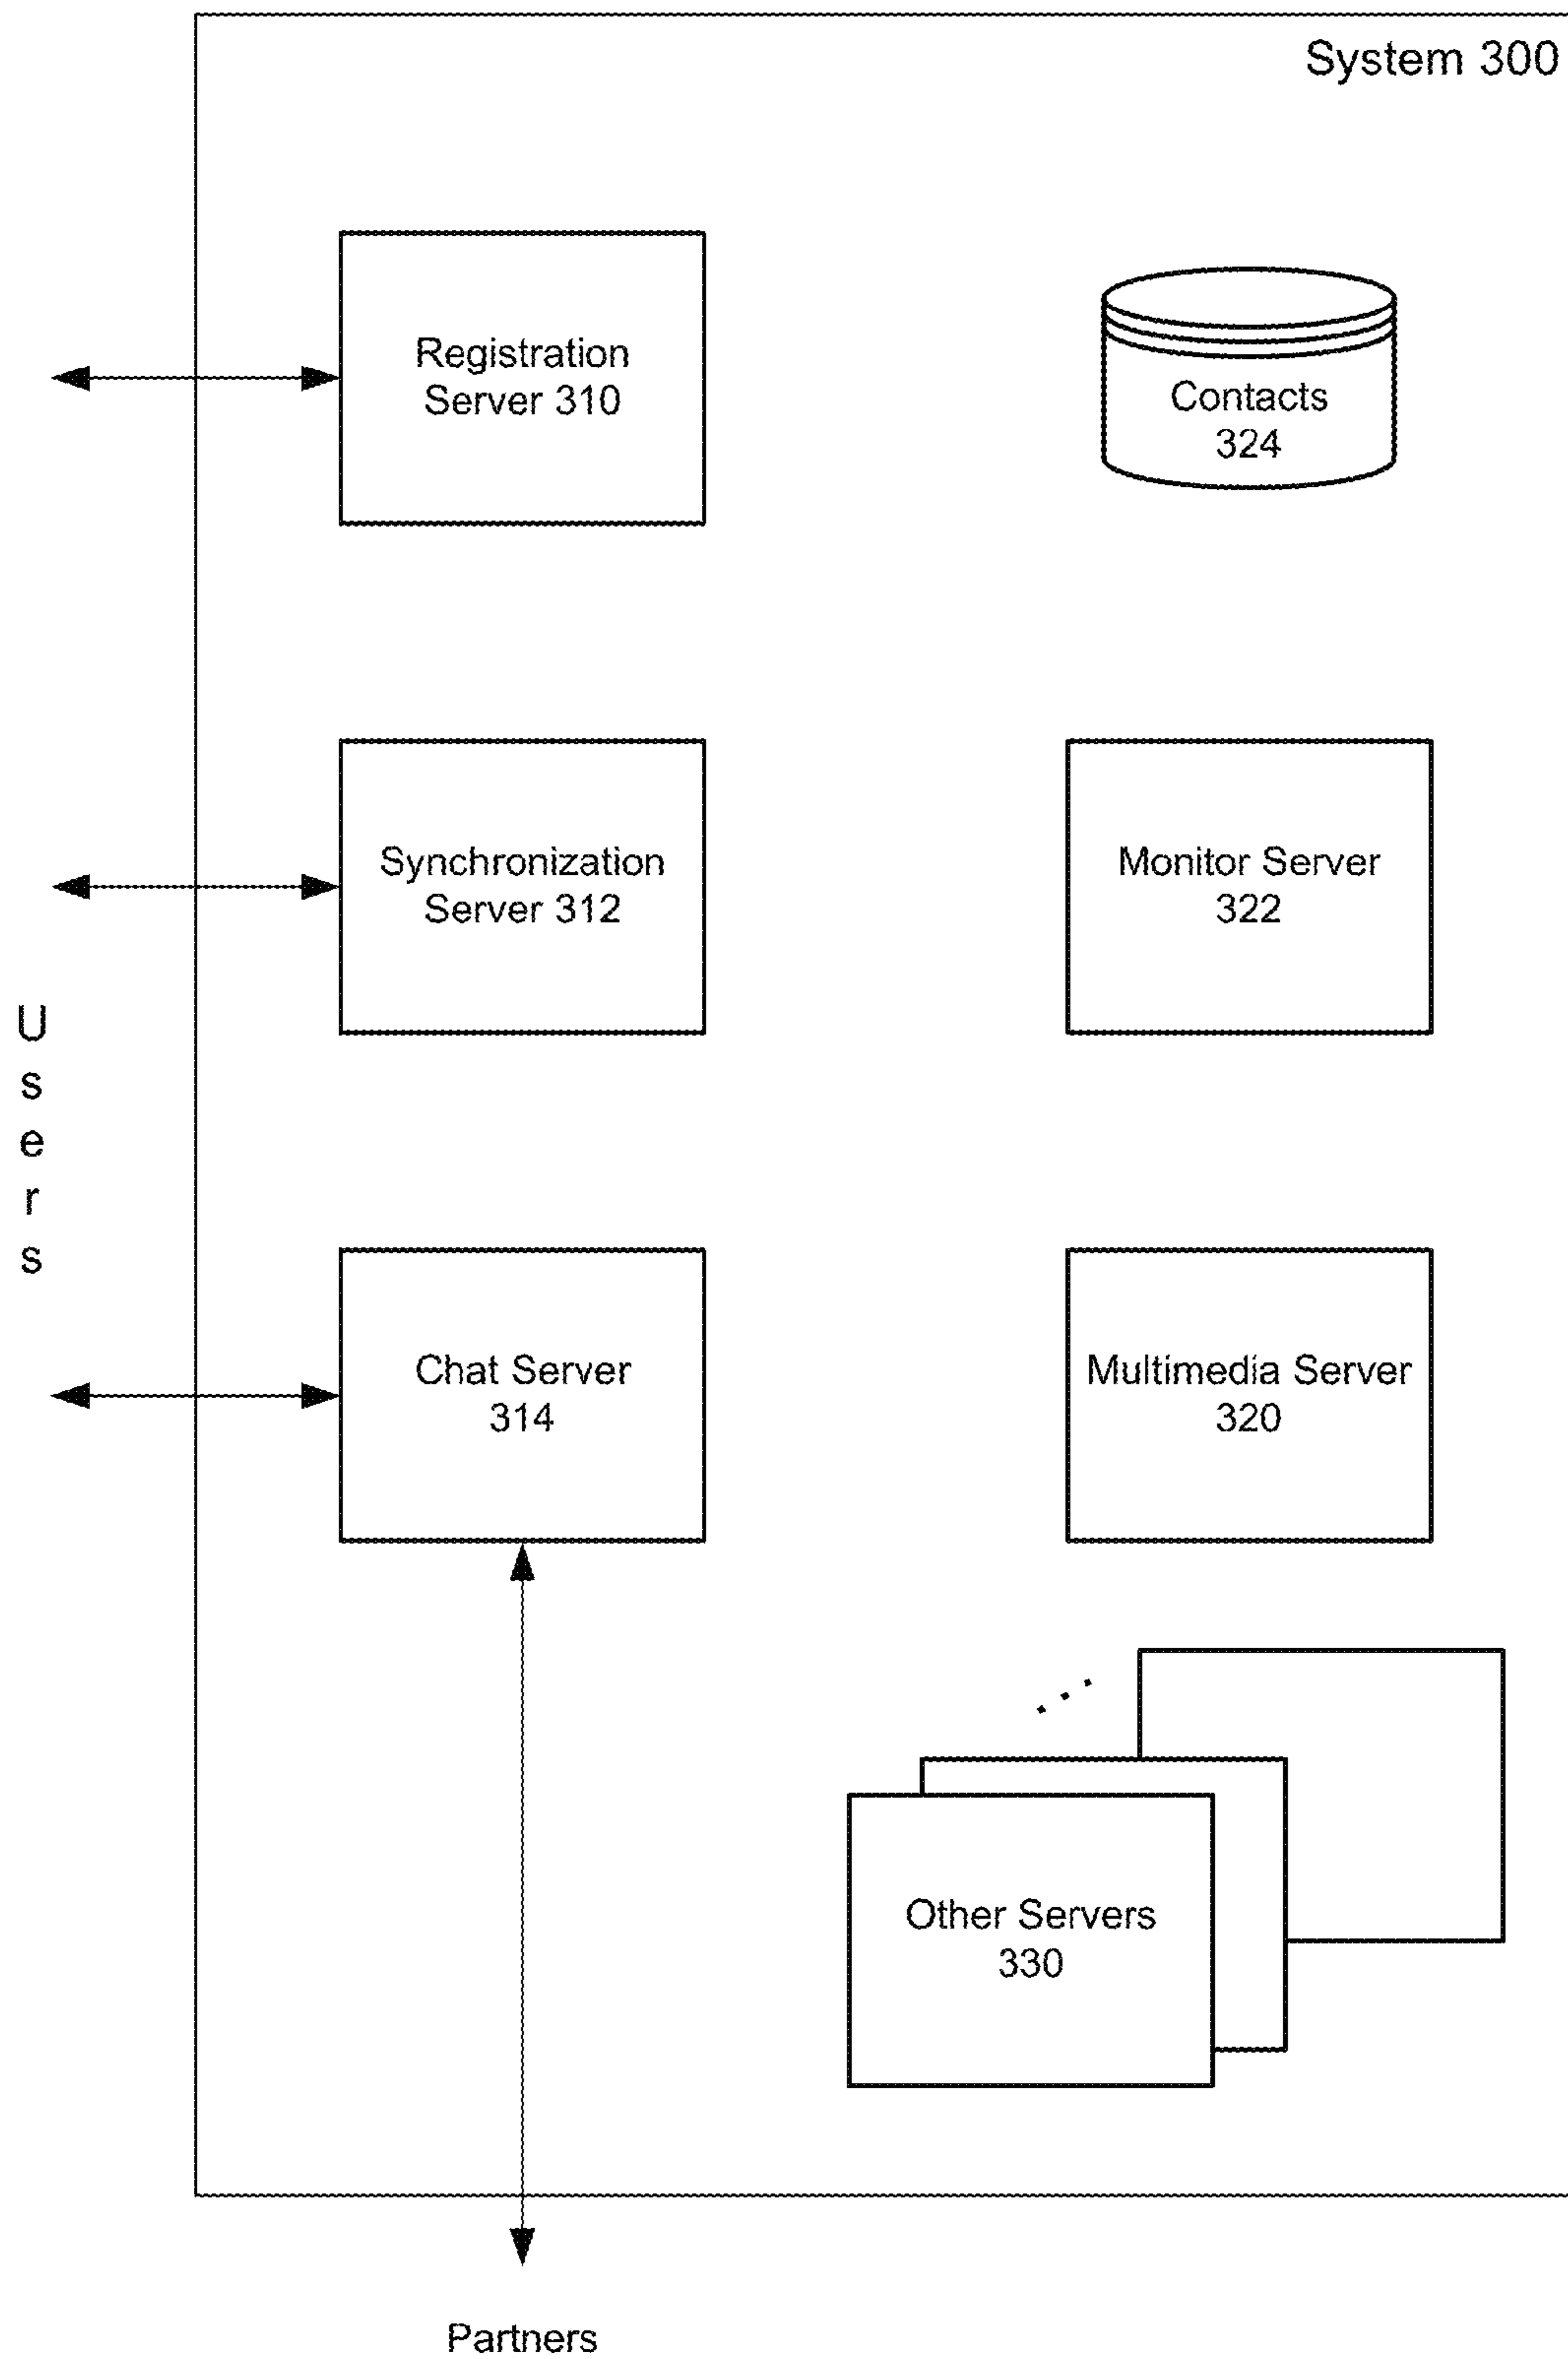 System 300
Registration
Server 310
Contacts
324
Synchronization
Server 312
Monitor Server
322
Users
Chat Server
314
Multimedia Server
320
Other Servers
330
Partners